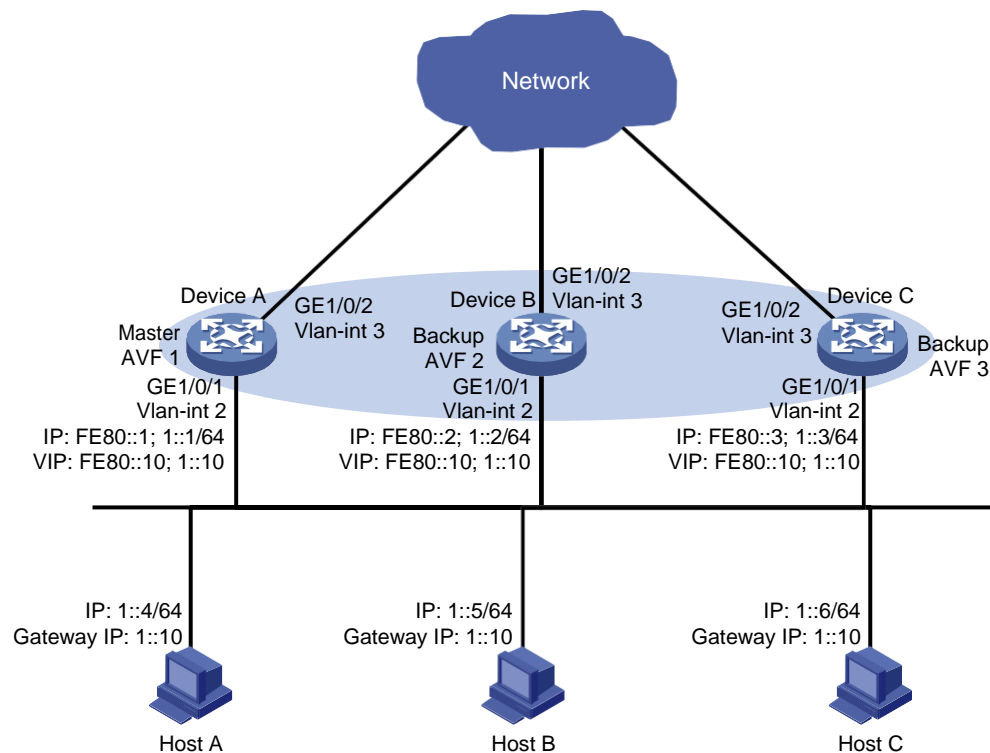 Network
Device A
GE1/0/2
Vlan-int 3
Master
AVF 1
GE1/0/1
Vlan-int 2
IP: FE80::1; 1::1/64
VIP: FE80::10; 1::10
Device B
GE1/0/2
Vlan-int 3
Backup
AVF 2
GE1/0/1
Vlan-int 2
IP: FE80::2; 1::2/64
VIP: FE80::10; 1::10
Device C
GE1/0/2
Vlan-int 3
Backup
AVF 3
GE1/0/1
Vlan-int 2
IP: FE80::3; 1::3/64
VIP: FE80::10; 1::10
IP: 1::4/64
Gateway IP: 1::10
Host A
IP: 1::5/64
Gateway IP: 1::10
Host B
IP: 1::6/64
Gateway IP: 1::10
Host C